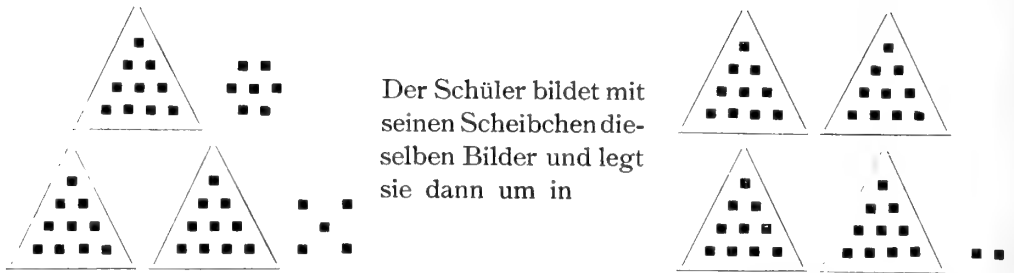 Der Schüler bildet mit
seinen Scheibchen die-
selben Bilder und legt
sie dann um in